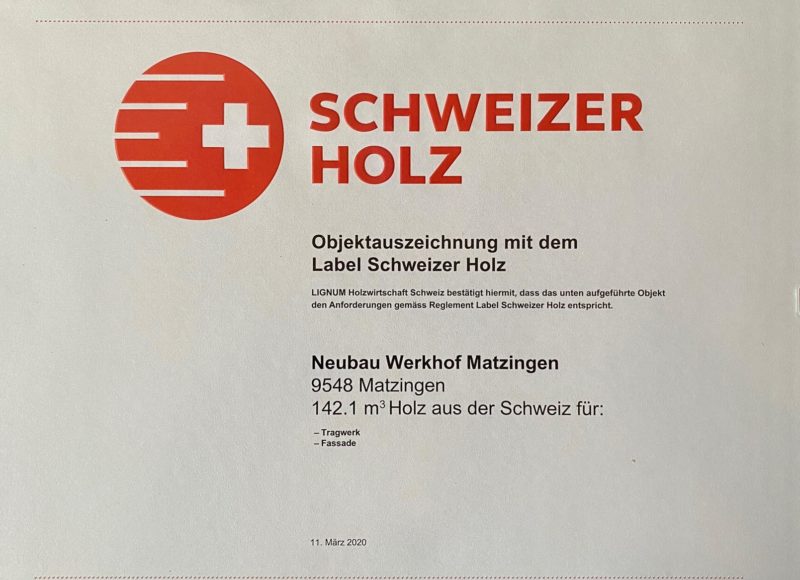 SCHWEIZER
HOLZ
Objektauszeichnung mit dem
Label Schweizer Holz
LIGNUM Holzwirtschaft Schweiz bestätigt hiermit, dass das unten aufgeführte Objekt
den Anforderungen gemäss Reglement Label Schweizer Holz entspricht.
Neubau Werkhof Matzingen
9548 Matzingen
142.1 m³ Holz aus der Schweiz für:
– Tragwerk
– Fassade
11. März 2020